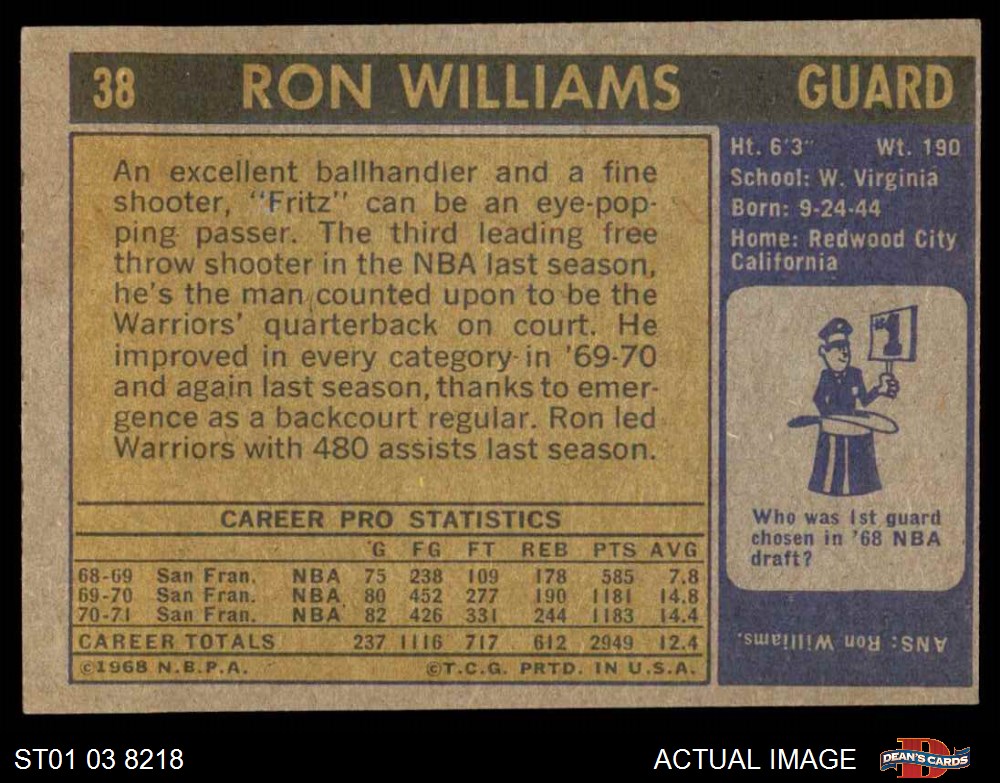 38 RON WILLIAMS GUARD
An excellent ballhandler and a fine
shooter, "Fritz" can be an eye-pop-
ping passer. The third leading free
throw shooter in the NBA last season,
he's the man counted upon to be the
Warriors' quarterback on court. He
improved in every category in '69-70
and again last season, thanks to emer-
gence as a backcourt regular. Ron led
Warriors with 480 assists last season.
CAREER PRO STATISTICS
G FG FT REB PTS AVG
68-69 San Fran. NBA 75 238 109 178 585 7.8
69-70 San Fran. NBA 80 452 277 190 1181 14.8
70-71 San Fran. NBA 82 426 331 244 1183 14.4
CAREER TOTALS 237 1116 717 612 2949 12.4
©1968 N.B.P.A. ©T.C.G. PRTD. IN U.S.A.
Ht. 6'3" Wt. 190
School: W. Virginia
Born: 9-24-44
Home: Redwood City
California
#1
Who was 1st guard
chosen in '68 NBA
draft?
ANS: Ron Williams.
ST01 03 8218 ACTUAL IMAGE
DEAN'S CARDS